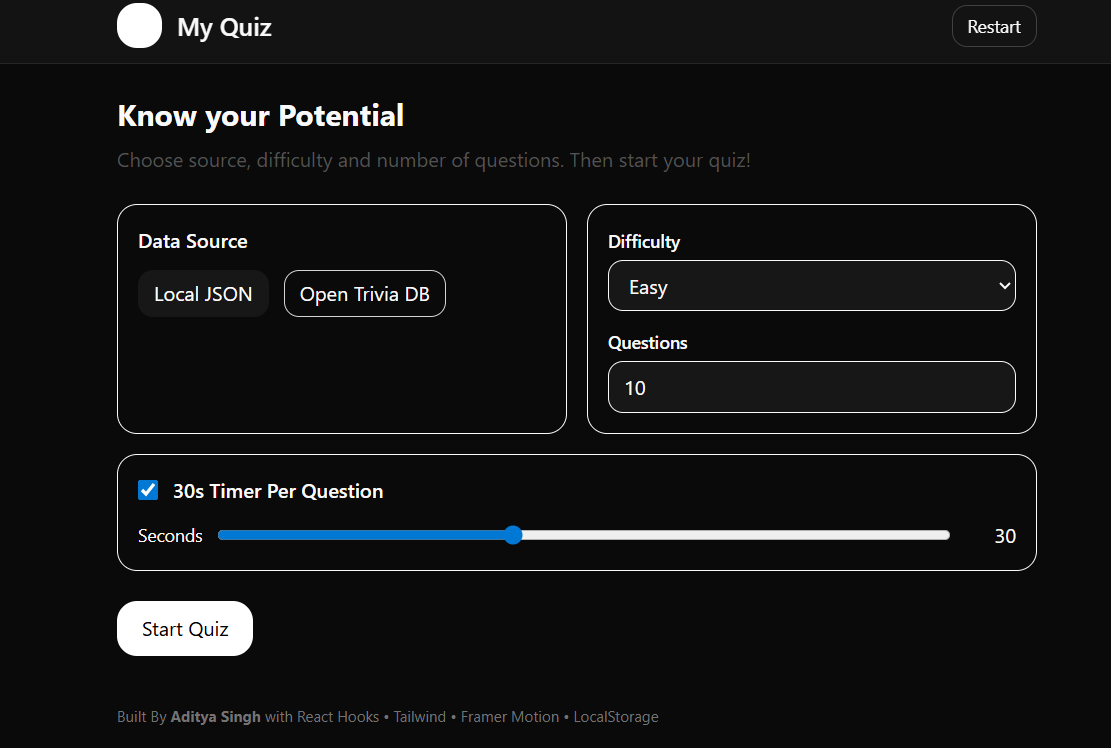 My Quiz
Restart
Know your Potential
Choose source, difficulty and number of questions. Then start your quiz!
Data Source
Local JSON
Open Trivia DB
Difficulty
Easy
Questions
10
30s Timer Per Question
Seconds
30
Start Quiz
Built By Aditya Singh with React Hooks • Tailwind • Framer Motion • LocalStorage